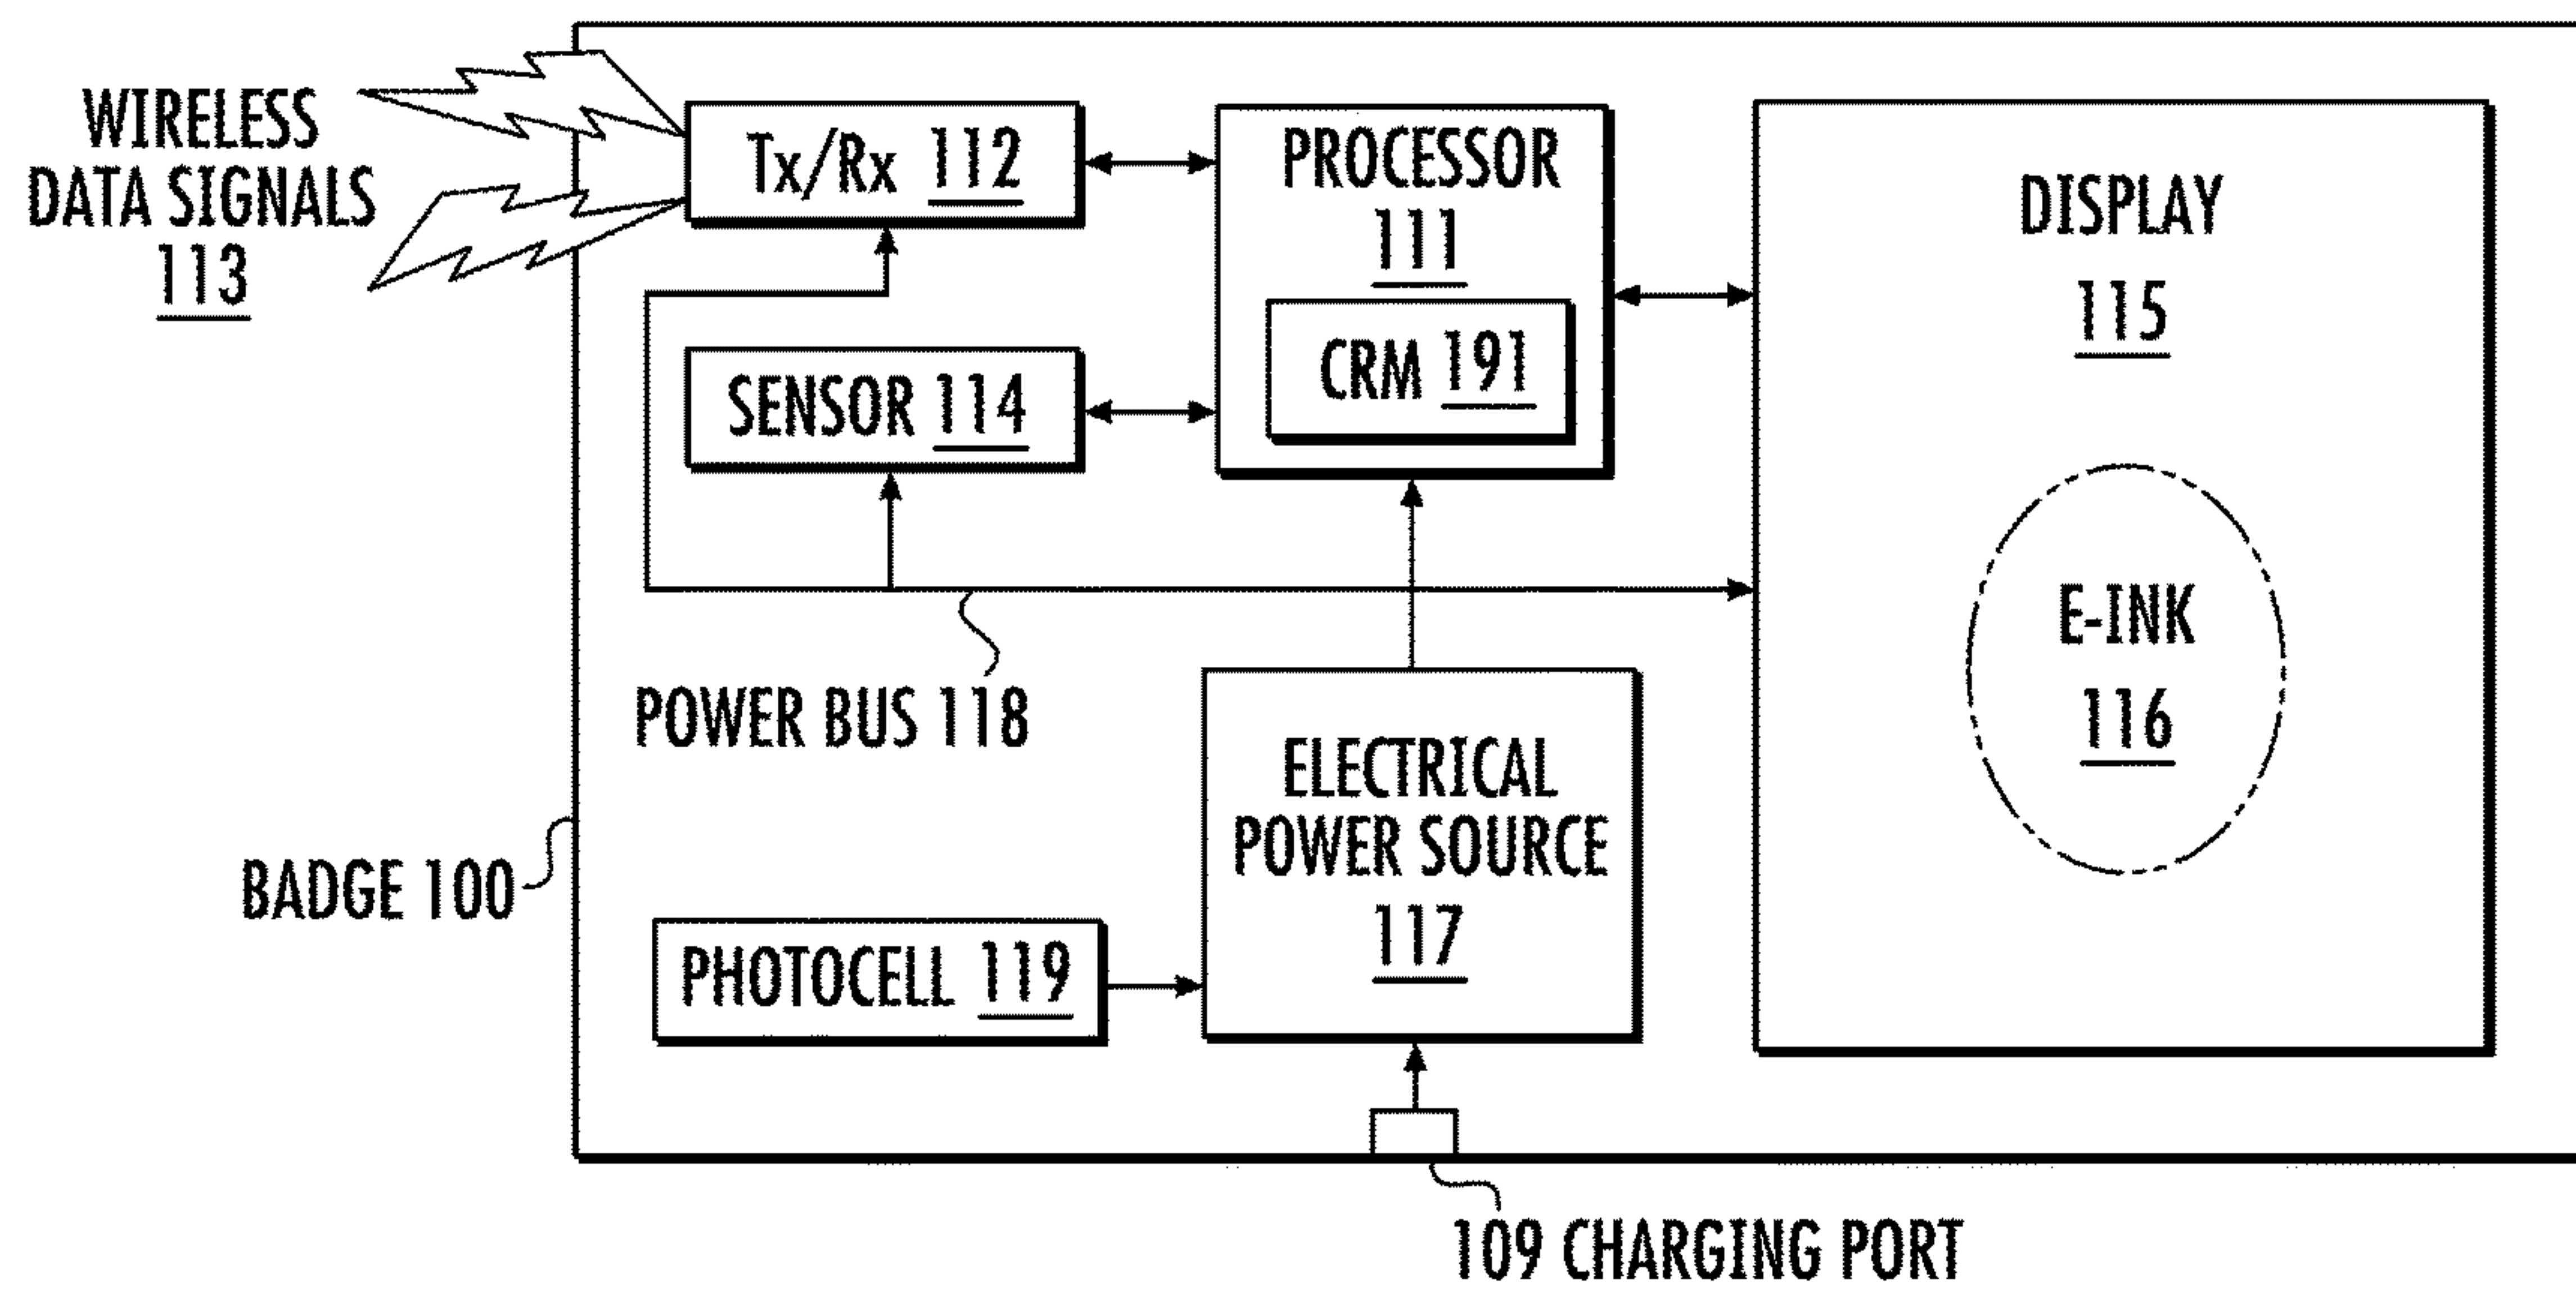 WIRELESS
DATA SIGNALS
113
Tx/Rx 112
PROCESSOR
111
CRM 191
SENSOR 114
DISPLAY
115
E-INK
116
POWER BUS 118
ELECTRICAL
POWER SOURCE
117
BADGE 100
PHOTOCELL 119
109 CHARGING PORT